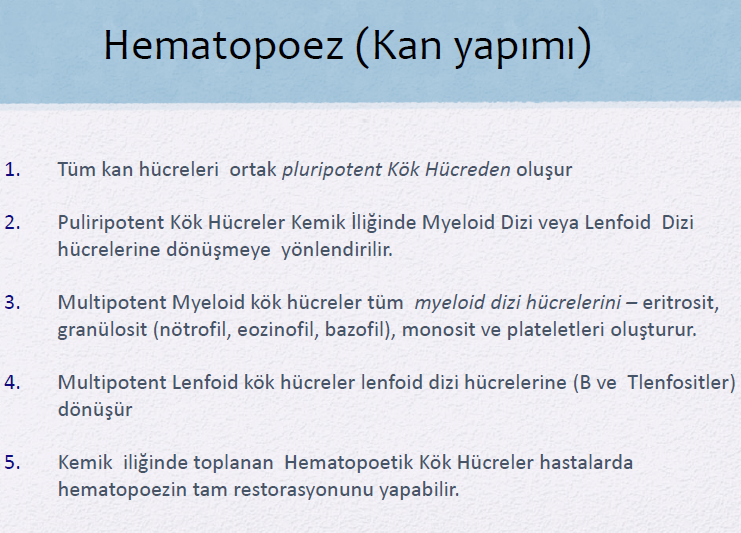 Hematopoez (Kan yapımı)
1. Tüm kan hücreleri ortak pluripotent Kök Hücreden oluşur
2. Puliripotent Kök Hücreler Kemik İliğinde Myeloid Dizi veya Lenfoid Dizi
hücrelerine dönüşmeye yönlendirilir.
3. Multipotent Myeloid kök hücreler tüm myeloid dizi hücrelerini – eritrosit,
granülosit (nötrofil, eozinofil, bazofil), monosit ve plateletleri oluşturur.
4. Multipotent Lenfoid kök hücreler lenfoid dizi hücrelerine (B ve Tlenfositler)
dönüşür
5. Kemik iliğinde toplanan Hematopoetik Kök Hücreler hastalarda
hematopoezin tam restorasyonunu yapabilir.